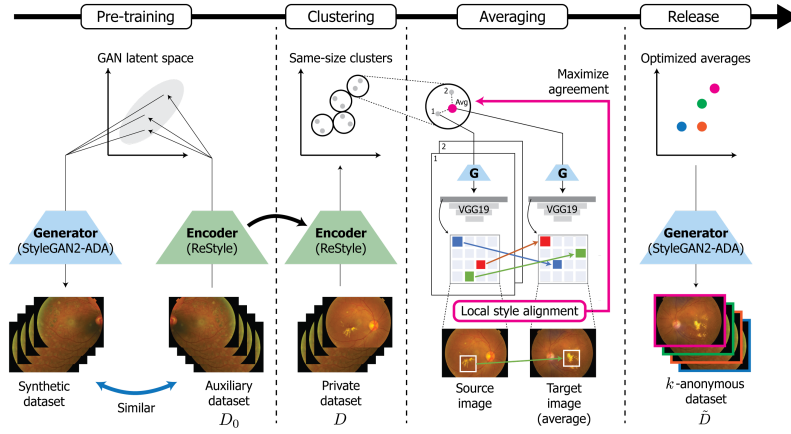 Pre-training
Clustering
Averaging
Release
GAN latent space
Same-size clusters
Maximize
agreement
Optimized averages
2
Avg
1
2
1
G
G
VGG19
VGG19
Generator
(StyleGAN2-ADA)
Encoder
(ReStyle)
Encoder
(ReStyle)
Generator
(StyleGAN2-ADA)
Local style alignment
Synthetic
dataset
Similar
Auxiliary
dataset
D₀
Private
dataset
D
Source
image
Target
image
(average)
k-anonymous
dataset
D̃